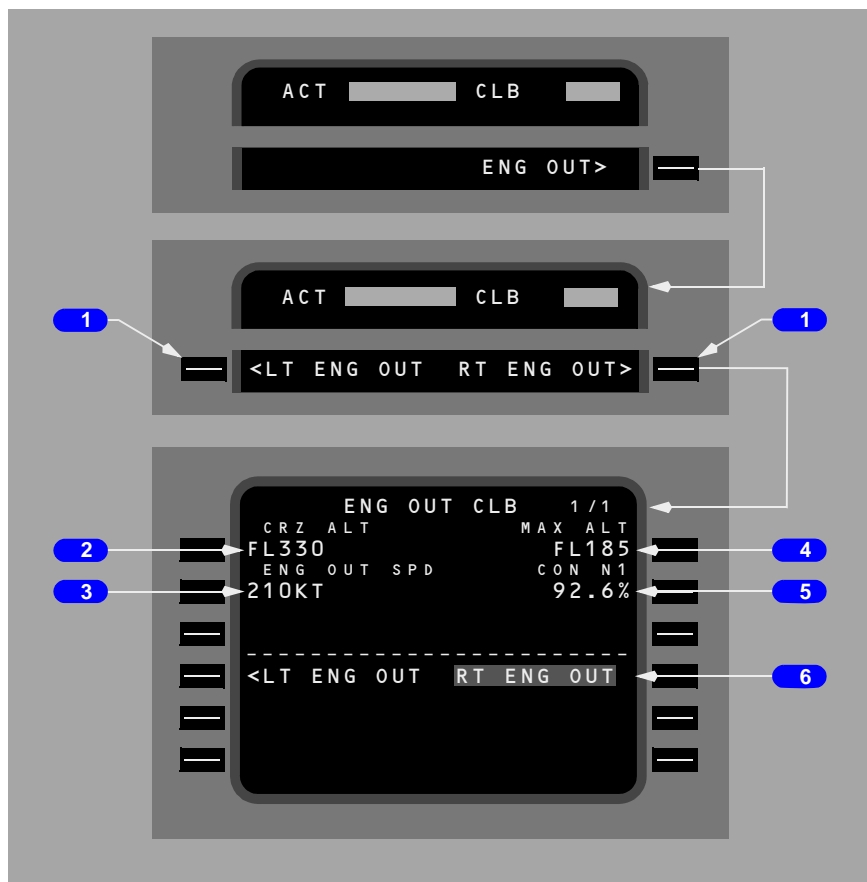 ACT CLB
ENG OUT>
ACT CLB
1 1
<LT ENG OUT RT ENG OUT>
ENG OUT CLB 1/1
CRZ ALT MAX ALT
2 FL330 FL185 4
ENG OUT SPD CON N1
3 210KT 92.6% 5
------------------------
<LT ENG OUT RT ENG OUT 6